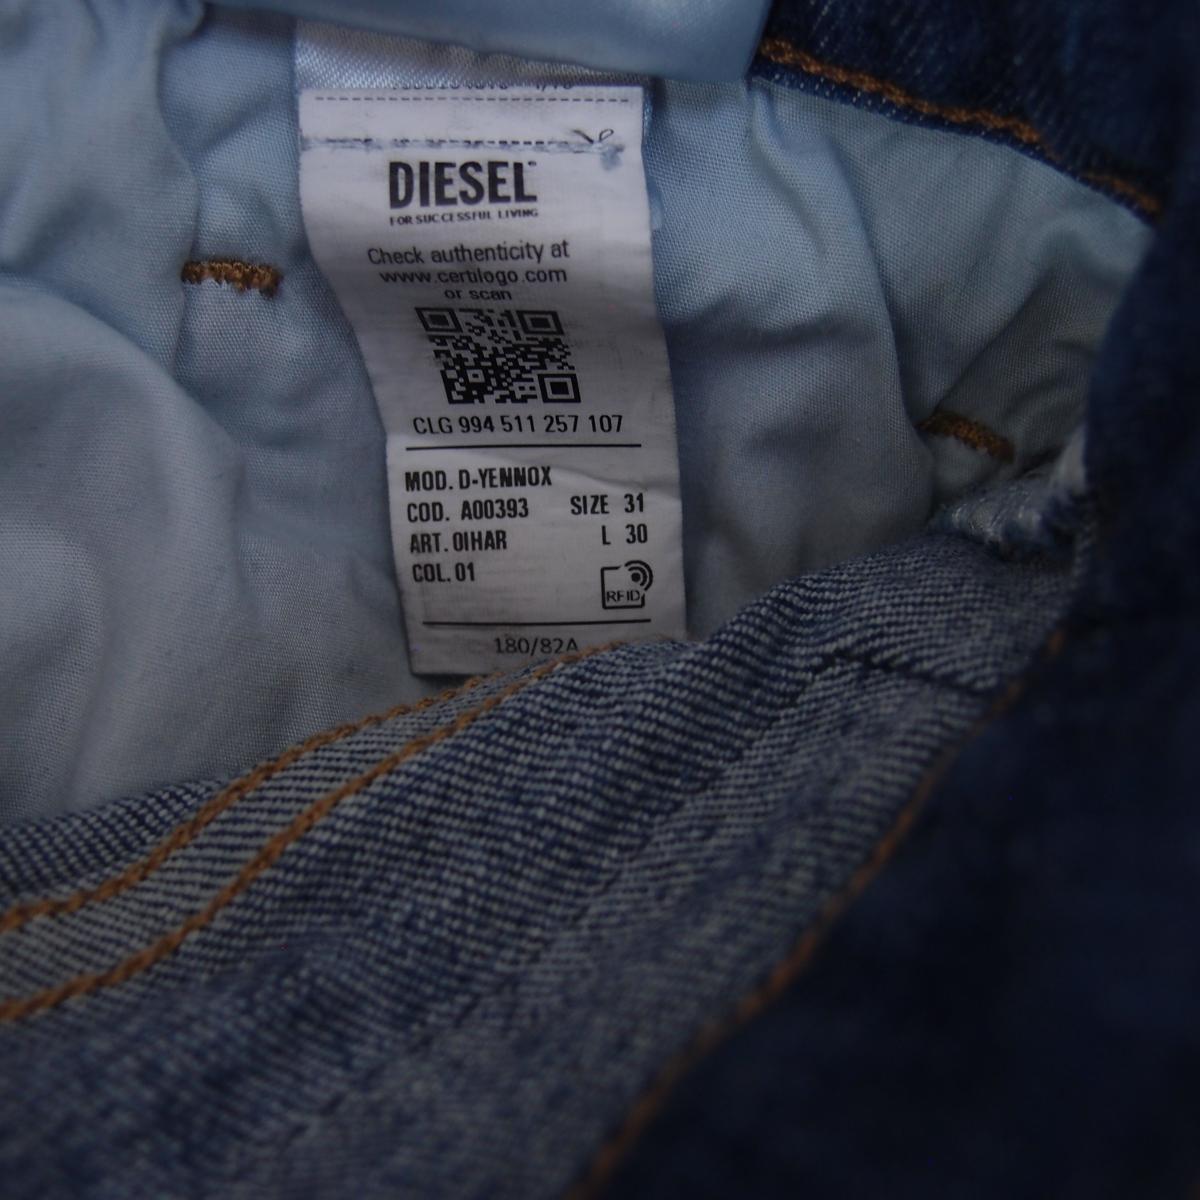 DIESEL
FOR SUCCESSFUL LIVING
Check authenticity at
www.certilogo.com
or scan
CLG 994 511 257 107
MOD. D-YENNOX
COD. A00393 SIZE 31
ART. 0IHAR L 30
COL. 01
RFID
180/82A